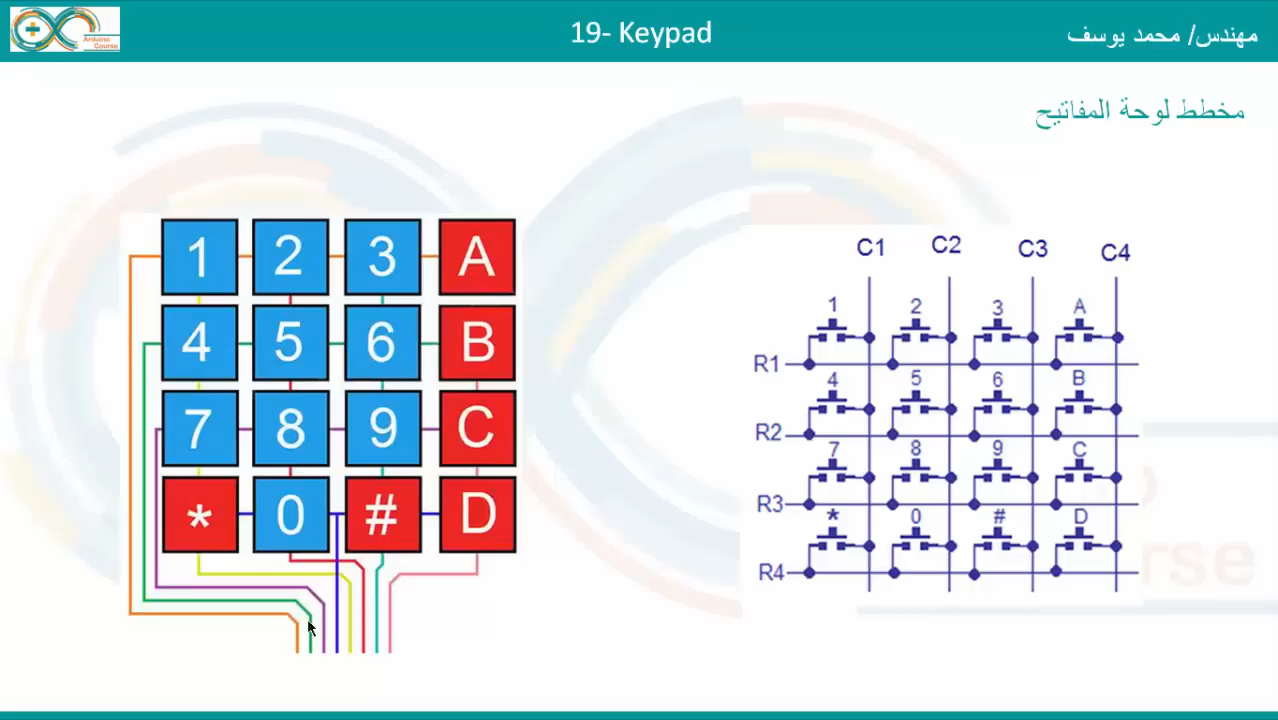 Arduino
Course
19- Keypad
مهندس/ محمد يوسف
مخطط لوحة المفاتيح
1 2 3 A
4 5 6 B
7 8 9 C
* 0 # D
C1 C2 C3 C4
1 2 3 A
R1
4 5 6 B
R2
7 8 9 C
R3
* 0 # D
R4
rse